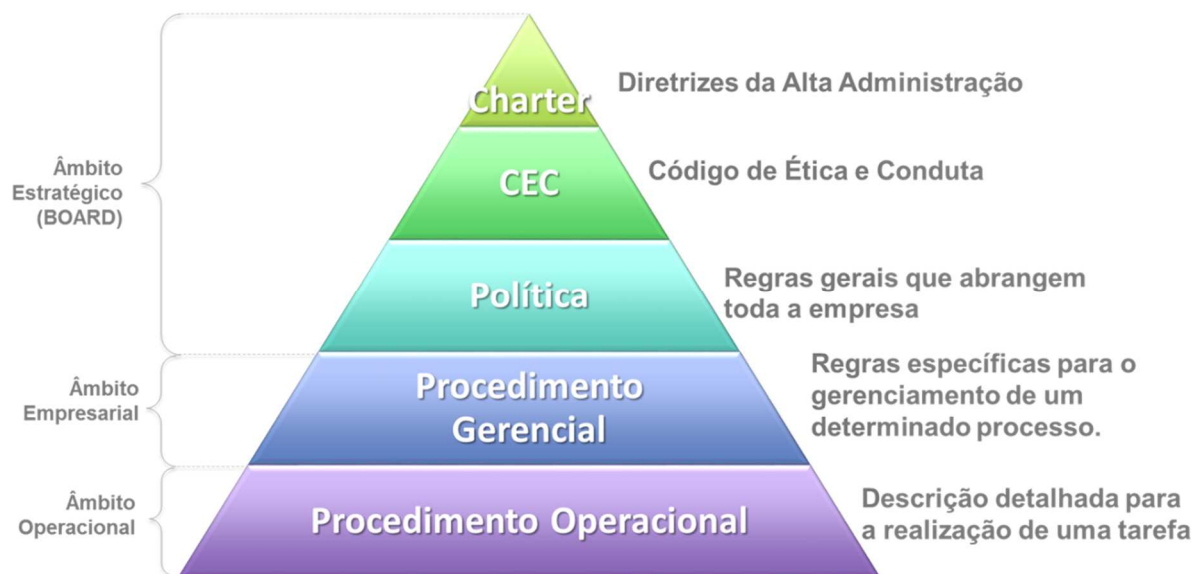 Charter
Diretrizes da Alta Administração
Âmbito
Estratégico
(BOARD)
CEC
Código de Ética e Conduta
Política
Regras gerais que abrangem
toda a empresa
Âmbito
Empresarial
Procedimento
Gerencial
Regras específicas para o
gerenciamento de um
determinado processo.
Âmbito
Operacional
Procedimento Operacional
Descrição detalhada para
a realização de uma tarefa